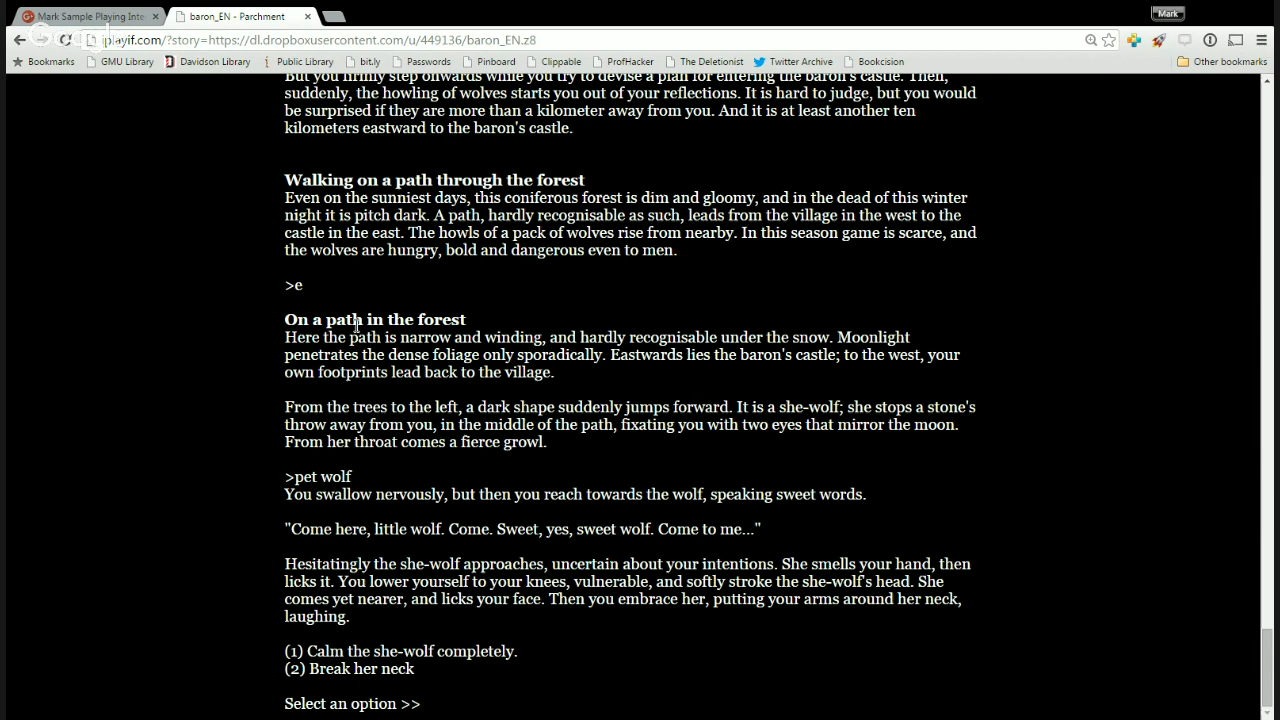 Mark Sample Playing Inte
baron_EN - Parchment
Mark
iplayif.com/?story=https://dl.dropboxusercontent.com/u/449136/baron_EN.z8
Bookmarks GMU Library Davidson Library Public Library bit.ly Passwords Pinboard Clippable ProfHacker The Deletionist Twitter Archive Bookcision Other bookmarks
But you firmly step onwards while you try to devise a plan for entering the baron's castle. Then,
suddenly, the howling of wolves starts you out of your reflections. It is hard to judge, but you would
be surprised if they are more than a kilometer away from you. And it is at least another ten
kilometers eastward to the baron's castle.
Walking on a path through the forest
Even on the sunniest days, this coniferous forest is dim and gloomy, and in the dead of this winter
night it is pitch dark. A path, hardly recognisable as such, leads from the village in the west to the
castle in the east. The howls of a pack of wolves rise from nearby. In this season game is scarce, and
the wolves are hungry, bold and dangerous even to men.
>e
On a path in the forest
Here the path is narrow and winding, and hardly recognisable under the snow. Moonlight
penetrates the dense foliage only sporadically. Eastwards lies the baron's castle; to the west, your
own footprints lead back to the village.
From the trees to the left, a dark shape suddenly jumps forward. It is a she-wolf; she stops a stone's
throw away from you, in the middle of the path, fixating you with two eyes that mirror the moon.
From her throat comes a fierce growl.
>pet wolf
You swallow nervously, but then you reach towards the wolf, speaking sweet words.
"Come here, little wolf. Come. Sweet, yes, sweet wolf. Come to me..."
Hesitatingly the she-wolf approaches, uncertain about your intentions. She smells your hand, then
licks it. You lower yourself to your knees, vulnerable, and softly stroke the she-wolf's head. She
comes yet nearer, and licks your face. Then you embrace her, putting your arms around her neck,
laughing.
(1) Calm the she-wolf completely.
(2) Break her neck
Select an option >>